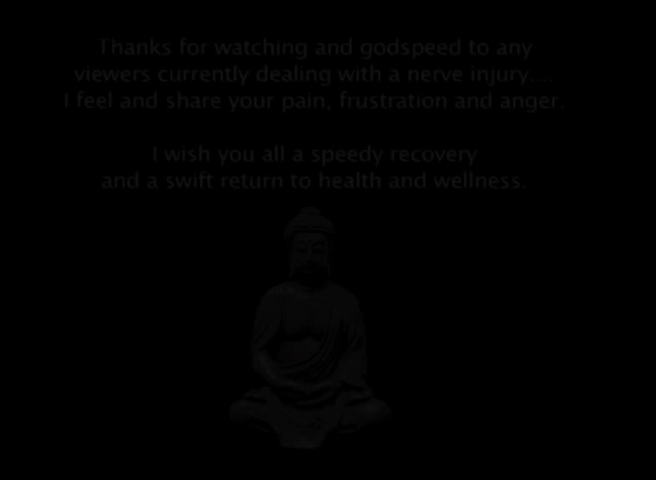 Thanks for watching and godspeed to any
viewers currently dealing with a nerve injury....
I feel and share your pain, frustration and anger.
I wish you all a speedy recovery
and a swift return to health and wellness.